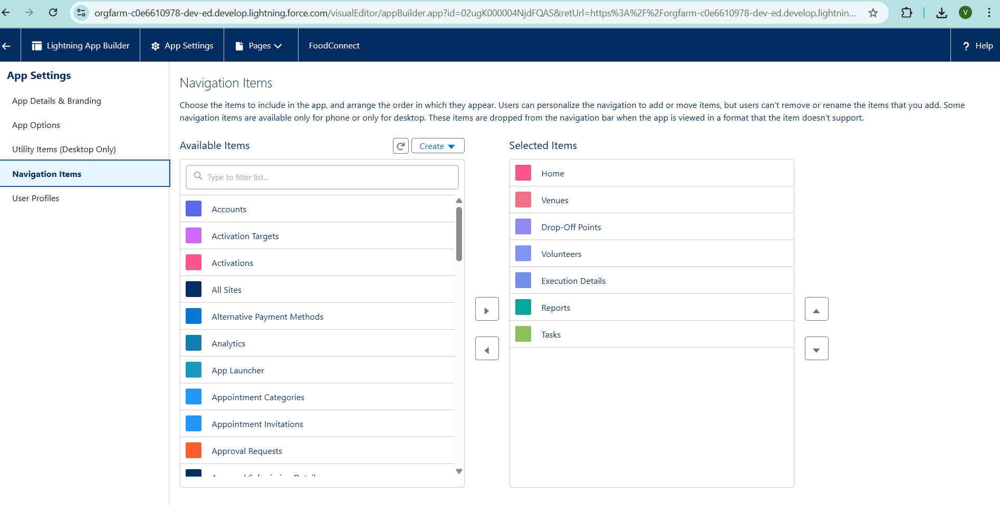 orgfarm-c0e6610978-dev-ed.develop.lightning.force.com/visualEditor/appBuilder.app?id=02ugK000004NjdFQAS&retUrl=https%3A%2F%2Forgfarm-c0e6610978-dev-ed.develop.lightnin...
V
Lightning App Builder
App Settings
Pages
FoodConnect
? Help
App Settings
App Details & Branding
App Options
Utility Items (Desktop Only)
Navigation Items
User Profiles
Navigation Items
Choose the items to include in the app, and arrange the order in which they appear. Users can personalize the navigation to add or move items, but users can't remove or rename the items that you add. Some
navigation items are available only for phone or only for desktop. These items are dropped from the navigation bar when the app is viewed in a format that the item doesn’t support.
Available Items
Create
Type to filter list...
Accounts
Activation Targets
Activations
All Sites
Alternative Payment Methods
Analytics
App Launcher
Appointment Categories
Appointment Invitations
Approval Requests
Selected Items
Home
Venues
Drop-Off Points
Volunteers
Execution Details
Reports
Tasks